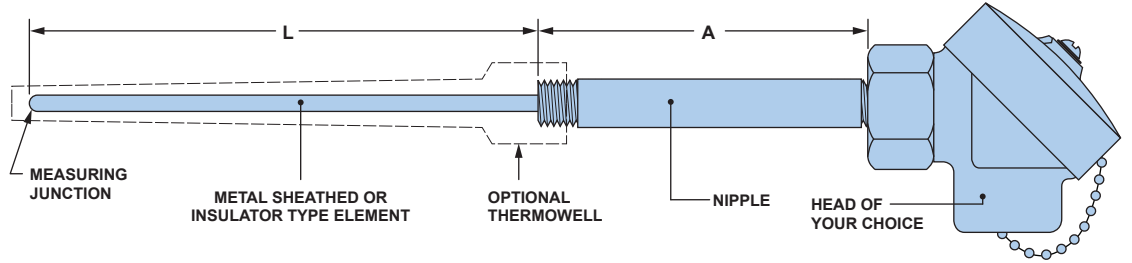 L
A
MEASURING
JUNCTION
METAL SHEATHED OR
INSULATOR TYPE ELEMENT
OPTIONAL
THERMOWELL
NIPPLE
HEAD OF
YOUR CHOICE